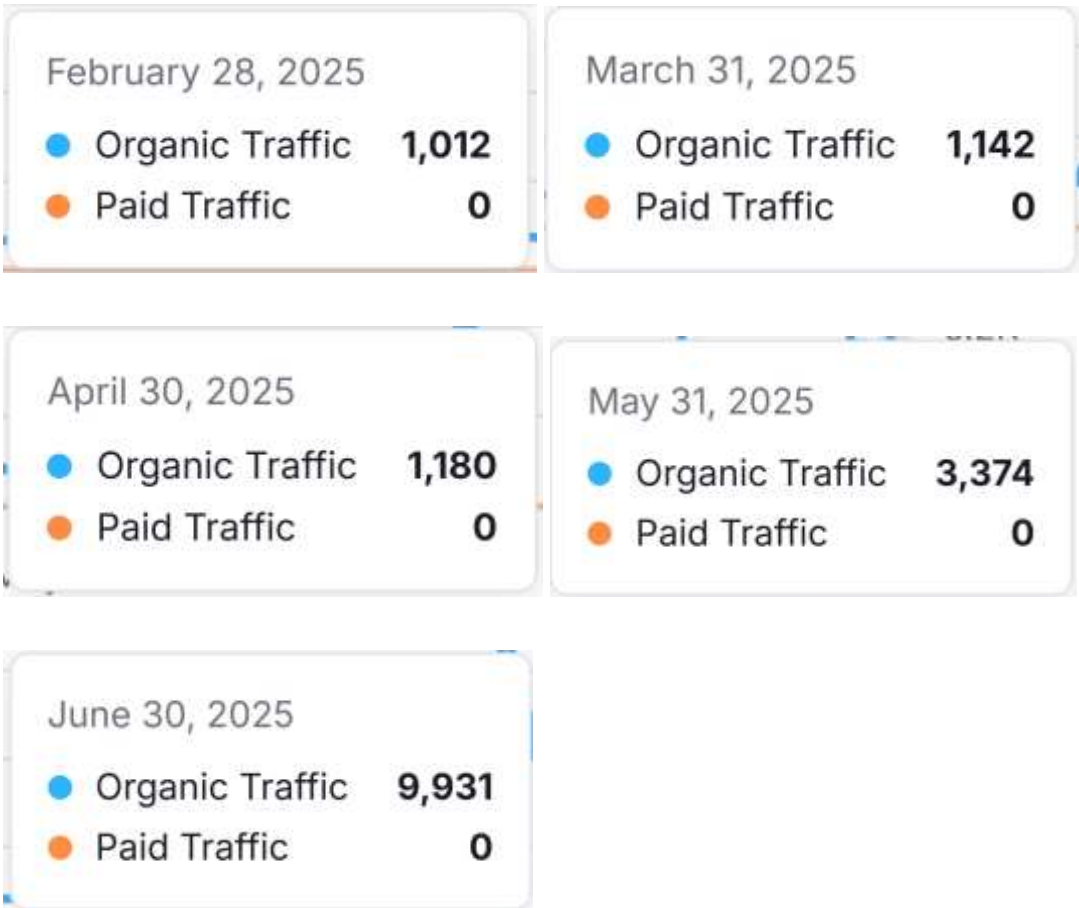 February 28, 2025
Organic Traffic 1,012
Paid Traffic 0
March 31, 2025
Organic Traffic 1,142
Paid Traffic 0
April 30, 2025
Organic Traffic 1,180
Paid Traffic 0
May 31, 2025
Organic Traffic 3,374
Paid Traffic 0
June 30, 2025
Organic Traffic 9,931
Paid Traffic 0